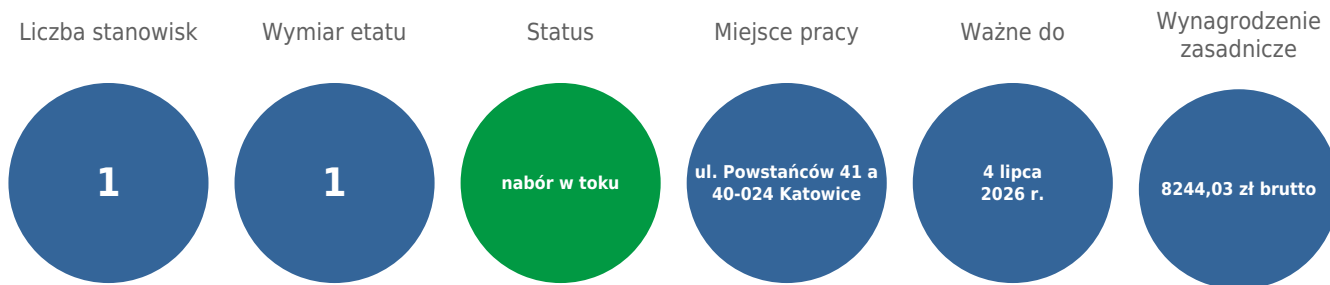 Liczba stanowisk
1
Wymiar etatu
1
Status
nabór w toku
Miejsce pracy
ul. Powstańców 41 a
40-024 Katowice
Ważne do
4 lipca
2026 r.
Wynagrodzenie
zasadnicze
8244,03 zł brutto